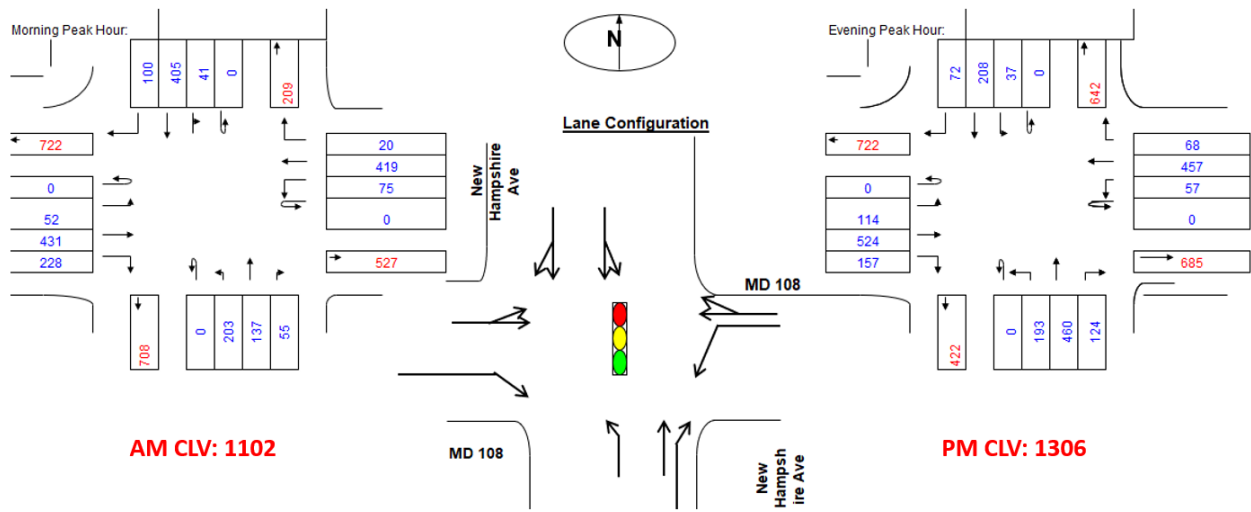 Morning Peak Hour:
100
405
41
0
209
722
0
52
431
228
20
419
75
0
527
708
0
203
137
55
AM CLV: 1102
N
Lane Configuration
New
Hampshire
Ave
MD 108
MD 108
New
Hampsh
ire Ave
Evening Peak Hour:
72
208
37
0
642
722
0
114
524
157
68
457
57
0
685
422
0
193
460
124
PM CLV: 1306